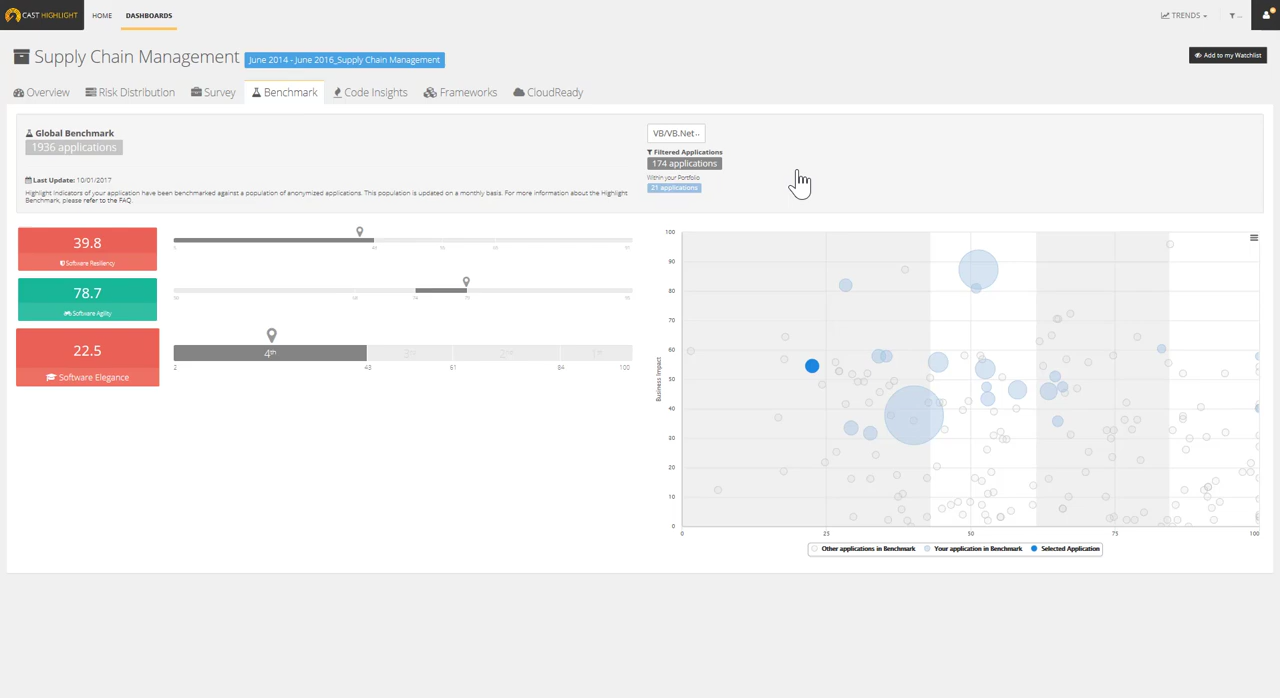 CAST HIGHLIGHT
HOME
DASHBOARDS
TRENDS
Supply Chain Management
June 2014 - June 2016_Supply Chain Management
Add to my Watchlist
Overview
Risk Distribution
Survey
Benchmark
Code Insights
Frameworks
CloudReady
Global Benchmark
1936 applications
Last Update: 10/01/2017
Highlight indicators of your application have been benchmarked against a population of anonymized applications. This population is updated on a monthly basis. For more information about the Highlight
Benchmark, please refer to the FAQ.
VB/VB.Net..
Filtered Applications
174 applications
Within your Portfolio
21 applications
39.8
Software Resiliency
78.7
Software Agility
22.5
Software Elegance
4th
3rd
2nd
1st
2
43
61
84
100
Business Impact
100
90
80
70
60
50
40
30
20
10
0
0
25
50
75
100
Other applications in Benchmark
Your application in Benchmark
Selected Application